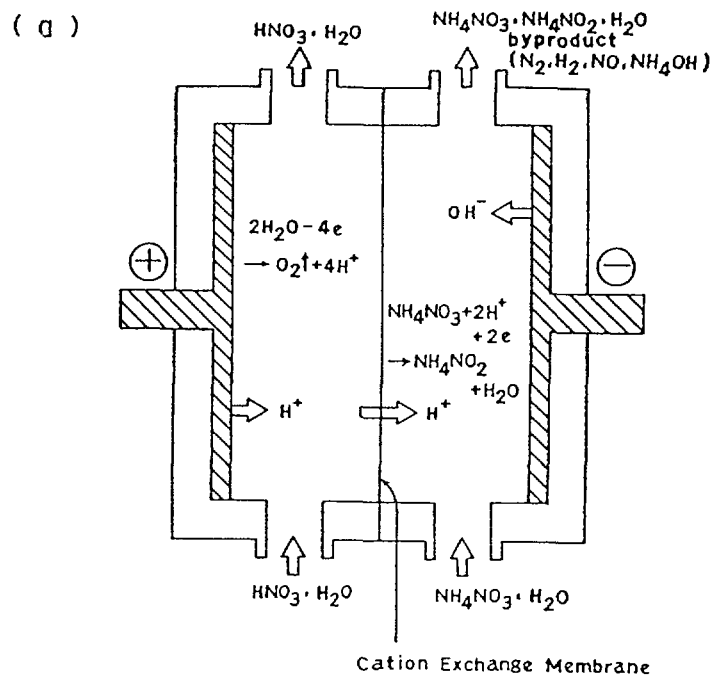 (a)
HNO3·H2O
NH4NO3·NH4NO2·H2O
byproduct
(N2,H2,NO,NH4OH)
OH-
2H2O-4e
→ O2↑+4H+
+
-
NH4NO3+2H+
+2e
→NH4NO2
+H2O
H+
H+
HNO3·H2O
NH4NO3·H2O
Cation Exchange Membrane